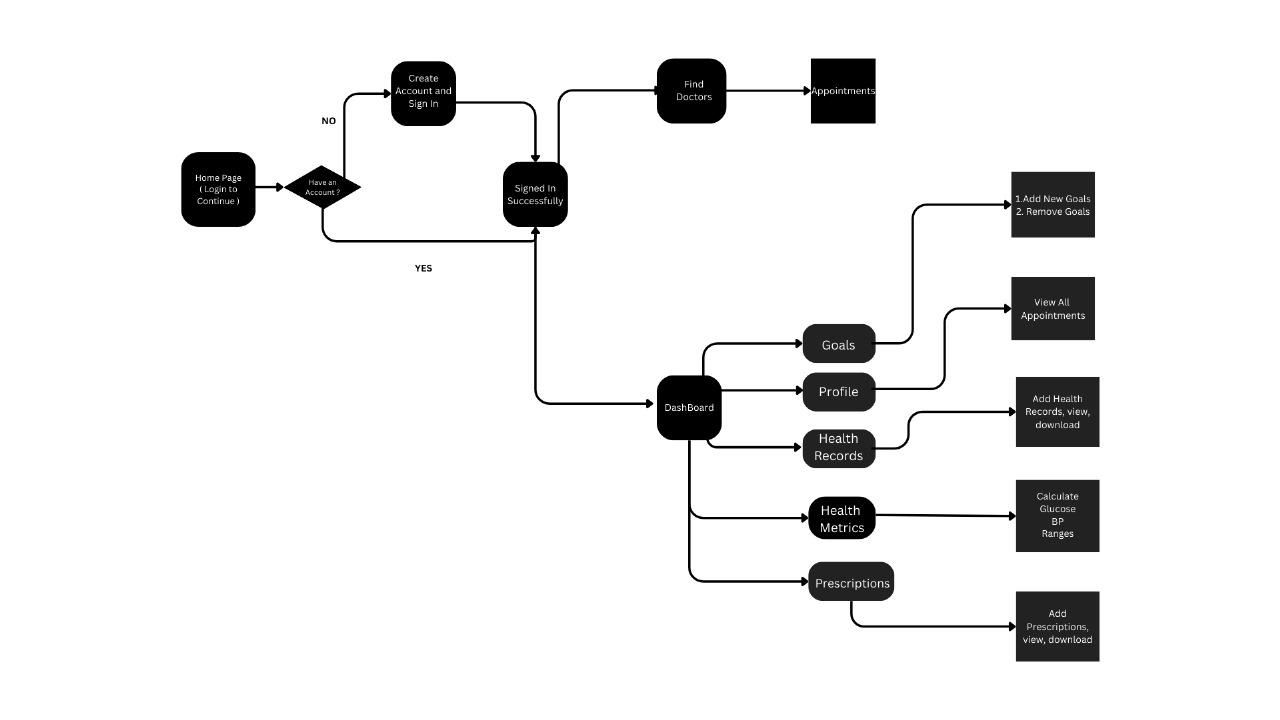 Create
Account and
Sign In
Find
Doctors
Appointments
NO
Home Page
( Login to
Continue )
Have an
Account ?
Signed In
Successfully
YES
1.Add New Goals
2. Remove Goals
View All
Appointments
Goals
Profile
DashBoard
Health
Records
Add Health
Records, view,
download
Health
Metrics
Calculate
Glucose
BP
Ranges
Prescriptions
Add
Prescriptions,
view, download